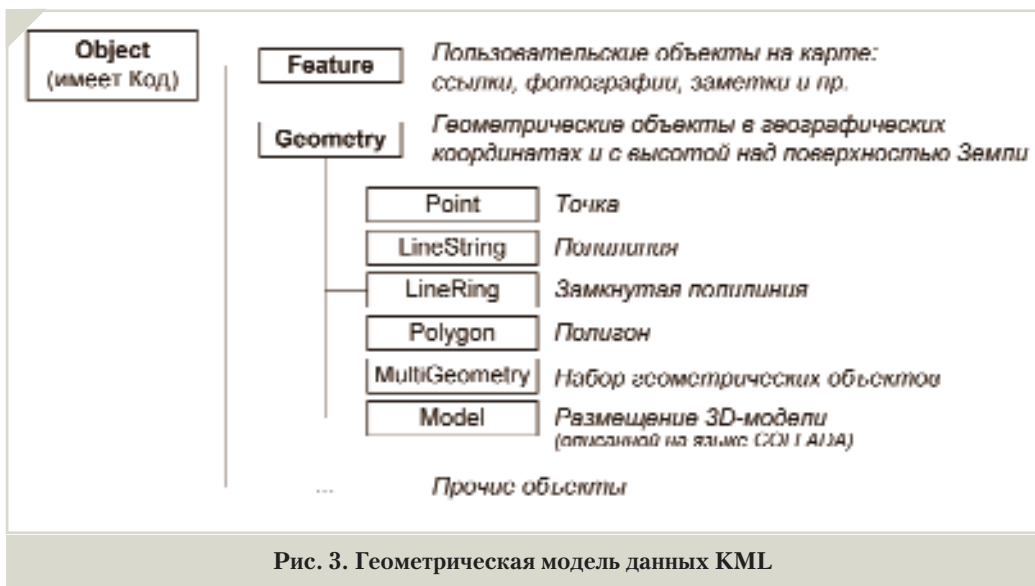 Object
(имеет Код)
Feature
Пользовательские объекты на карте:
ссылки, фотографии, заметки и пр.
Geometry
Геометрические объекты в географических
координатах и с высотой над поверхностью Земли
Point
Точка
LineString
Полилиния
LineRing
Замкнутая полилиния
Polygon
Полигон
MultiGeometry
Набор геометрических объектов
Model
Размещение 3D-модели
(описанной на языке COLLADA)
...
Прочие объекты
Рис. 3. Геометрическая модель данных KML